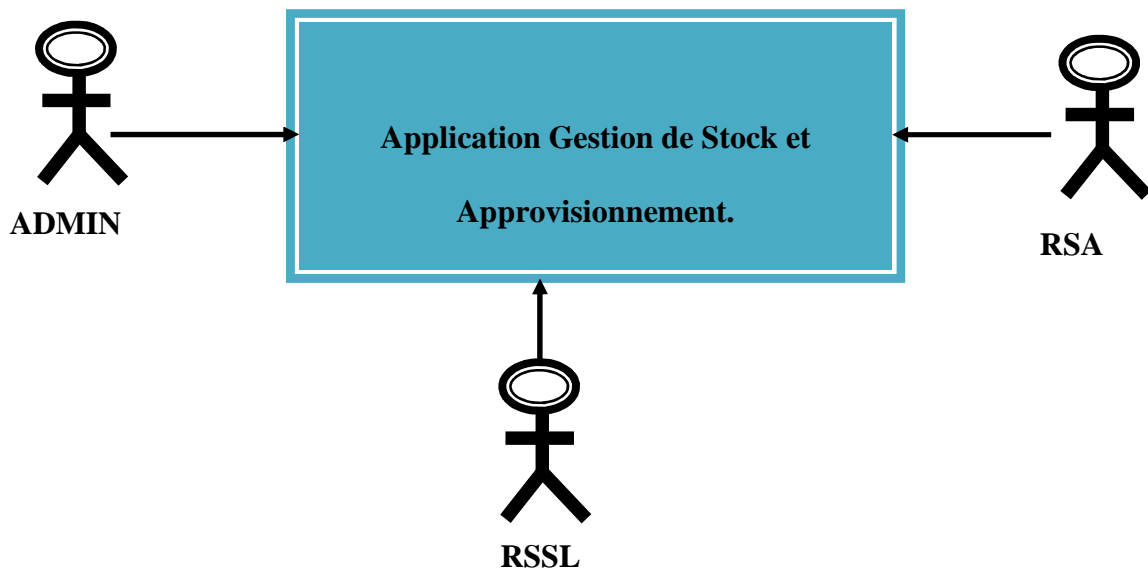 Application Gestion de Stock et
Approvisionnement.
ADMIN
RSA
RSSL